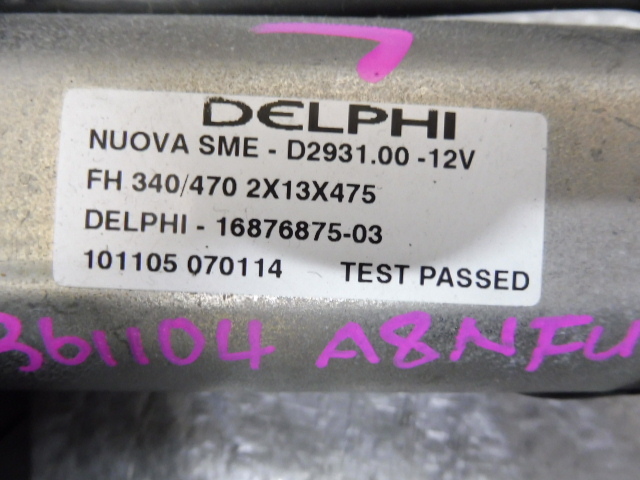 DELPHI
NUOVA SME - D2931.00 -12V
FH 340/470 2X13X475
DELPHI - 16876875-03
101105 070114 TEST PASSED
361104 A8NFU